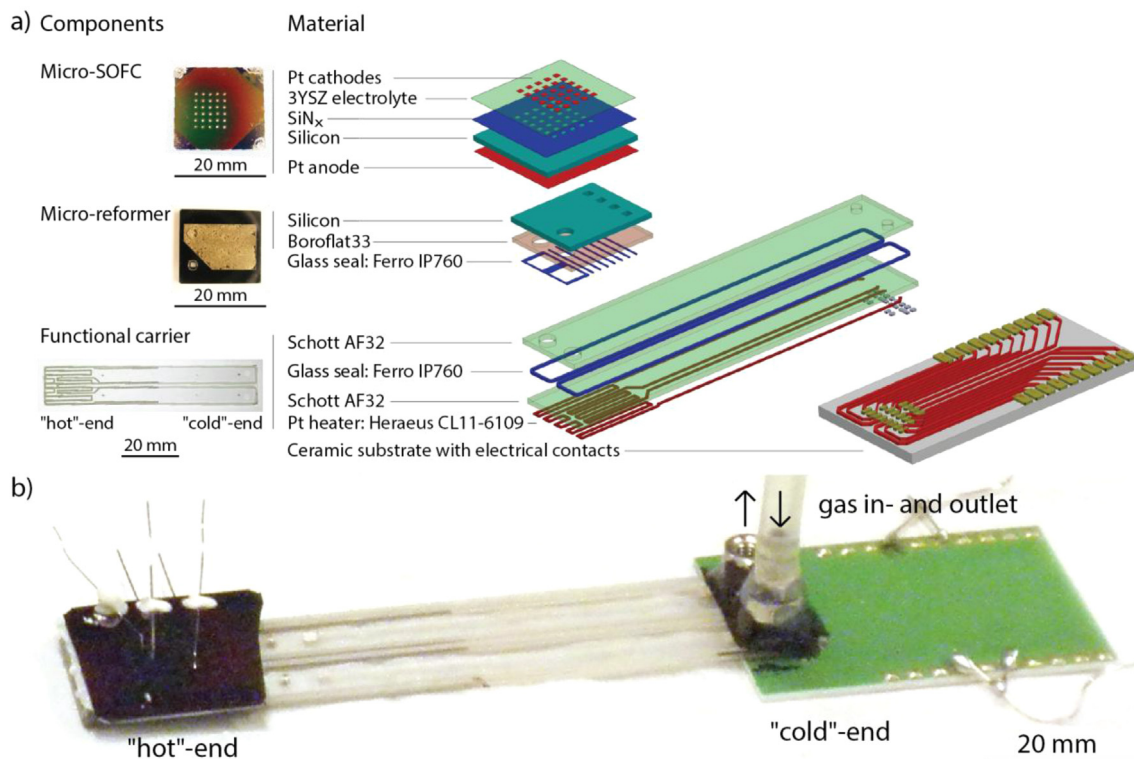 a) Components Material
Micro-SOFC
Pt cathodes
3YSZ electrolyte
SiNx
Silicon
Pt anode
20 mm
Micro-reformer
Silicon
Boroflat33
Glass seal: Ferro IP760
20 mm
Functional carrier
Schott AF32
Glass seal: Ferro IP760
Schott AF32
"hot"-end "cold"-end
Pt heater: Heraeus CL11-6109
20 mm
Ceramic substrate with electrical contacts
b)
gas in- and outlet
"hot"-end
"cold"-end
20 mm